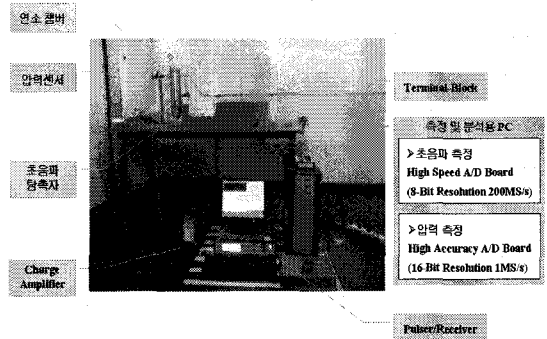 연소 챔버
압력센서
초음파
탐촉자
Charge
Amplifier
Terminal Block
측정 및 분석용 PC
➤초음파 측정
High Speed A/D Board
(8-Bit Resolution 200MS/s)
➤압력 측정
High Accuracy A/D Board
(16-Bit Resolution 1MS/s)
Pulser/Receiver